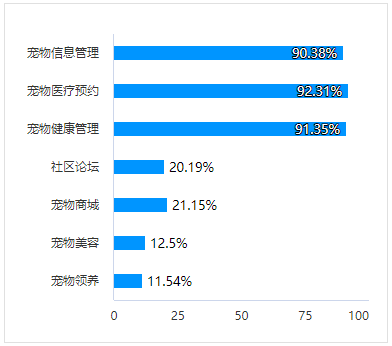 宠物信息管理 90.38%
宠物医疗预约 92.31%
宠物健康管理 91.35%
社区论坛 20.19%
宠物商城 21.15%
宠物美容 12.5%
宠物领养 11.54%
0 25 50 75 100